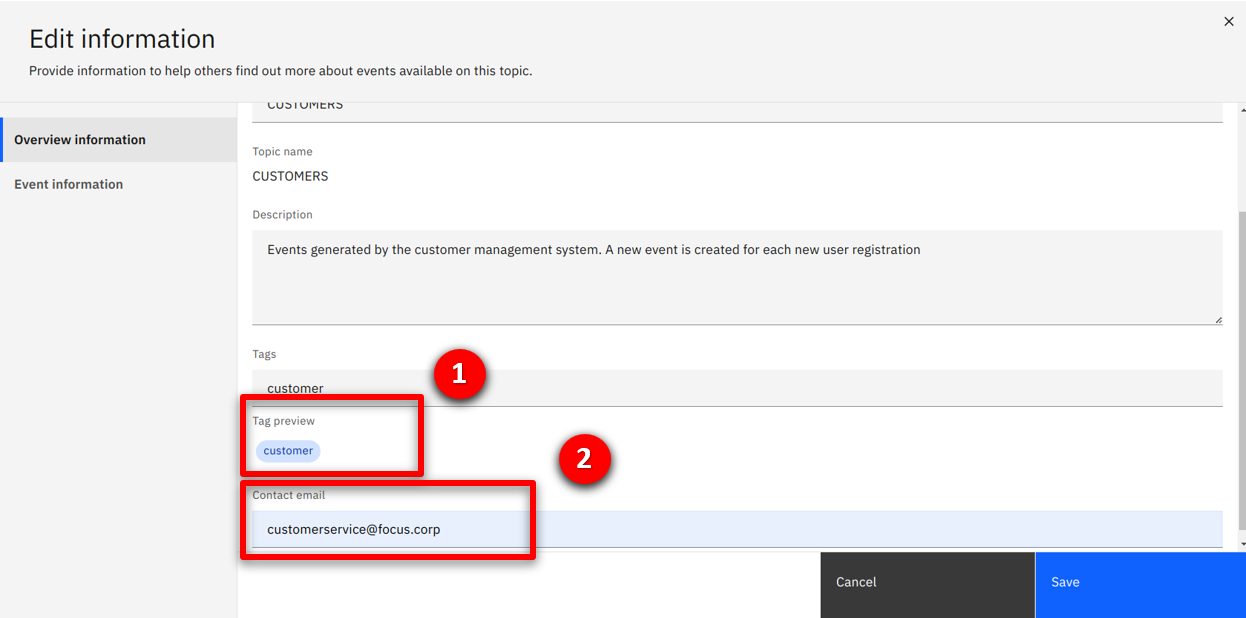 Edit information
Provide information to help others find out more about events available on this topic.
Overview information
Event information
CUSTOMERS
Topic name
CUSTOMERS
Description
Events generated by the customer management system. A new event is created for each new user registration
Tags
customer
1
Tag preview
customer
2
Contact email
customerservice@focus.corp
Cancel
Save